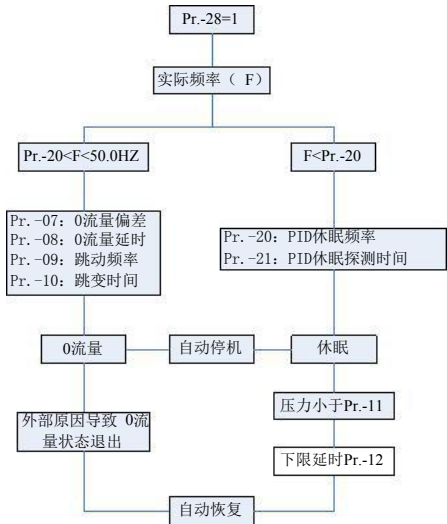 Pr.-28=1
实际频率（ F）
Pr.-20<F<50.0HZ
F<Pr.-20
Pr.-07：0流量偏差
Pr.-08：0流量延时
Pr.-09：跳动频率
Pr.-10：跳变时间
Pr.-20：PID休眠频率
Pr.-21：PID休眠探测时间
0流量
自动停机
休眠
压力小于Pr.-11
外部原因导致 0流
量状态退出
下限延时Pr.-12
自动恢复